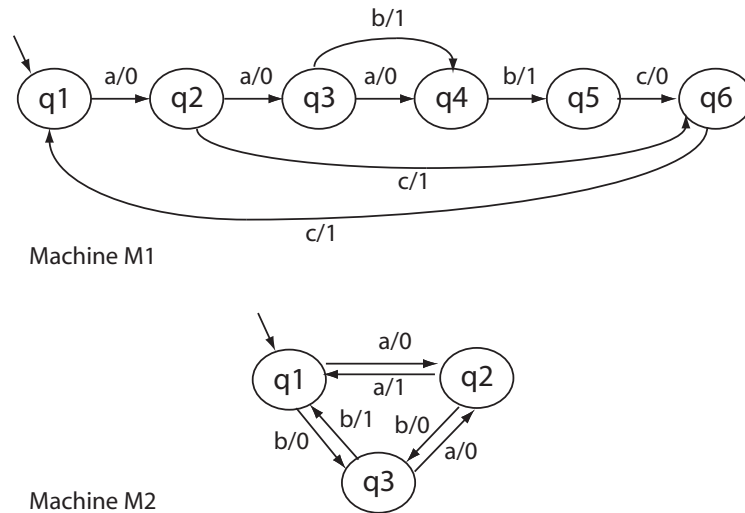 b/1
a/0 a/0 a/0 b/1 c/0
q1 q2 q3 q4 q5 q6
c/1
c/1
Machine M1
a/0
q1 q2
a/1
b/1 b/0
b/0 a/0
q3
Machine M2